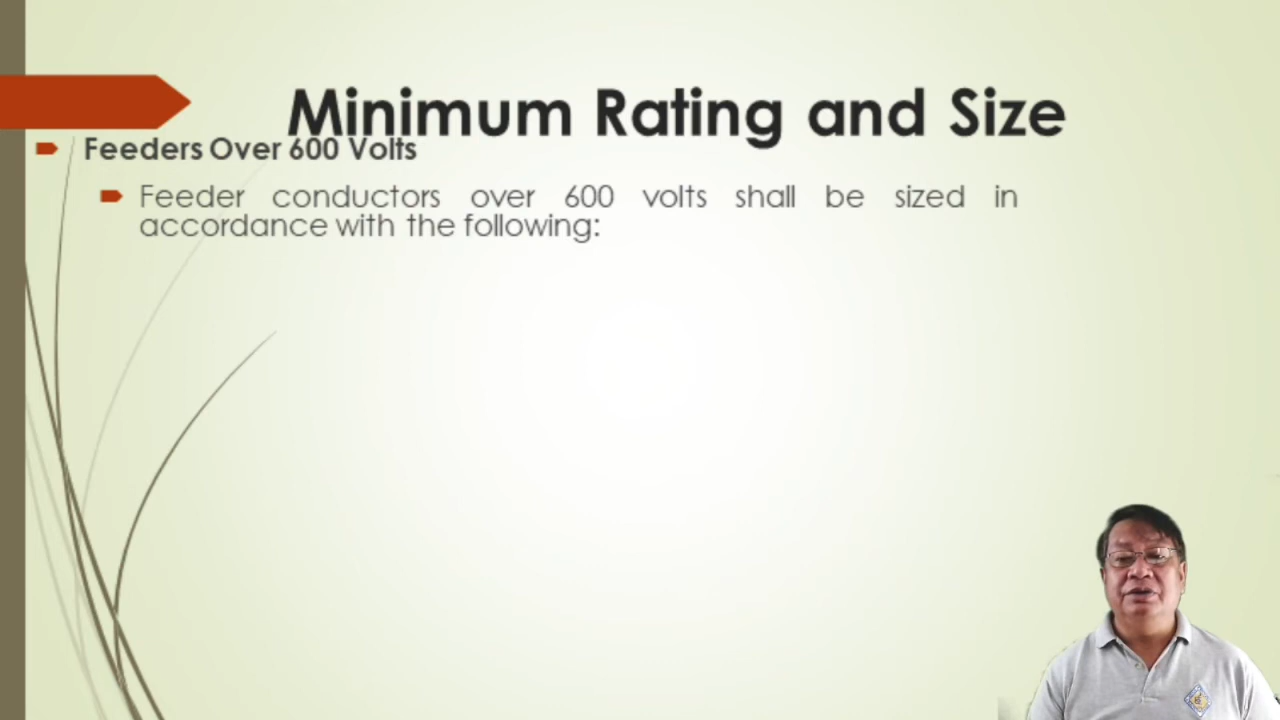 Minimum Rating and Size
Feeders Over 600 Volts
Feeder conductors over 600 volts shall be sized in
accordance with the following: